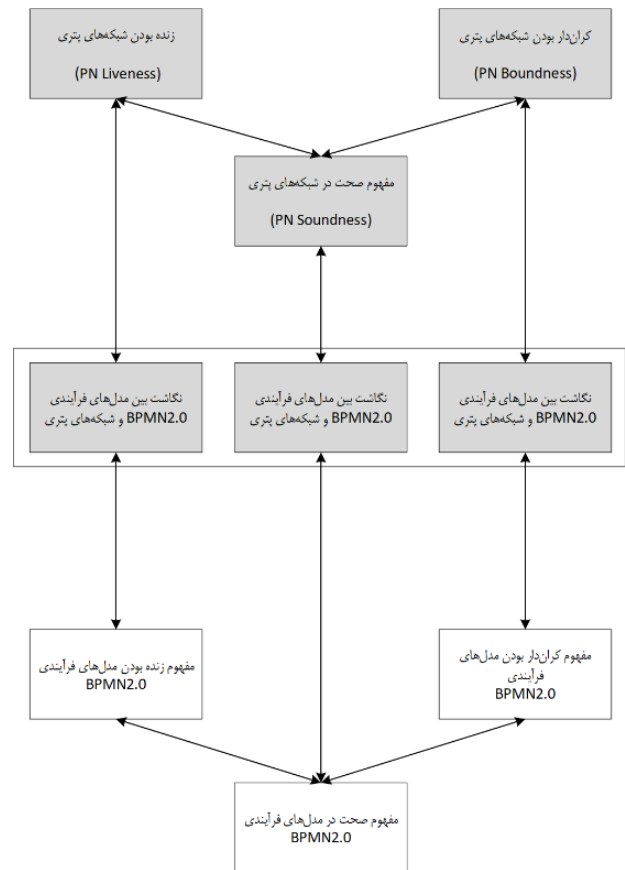 کران‌دار بودن شبکه‌های پتری
(PN Boundness)
زنده بودن شبکه‌های پتری
(PN Liveness)
مفهوم صحت در شبکه‌های پتری
(PN Soundness)
نگاشت بین مدل‌های فرآیندی
BPMN2.0 و شبکه‌های پتری
نگاشت بین مدل‌های فرآیندی
BPMN2.0 و شبکه‌های پتری
نگاشت بین مدل‌های فرآیندی
BPMN2.0 و شبکه‌های پتری
مفهوم کران‌دار بودن مدل‌های
فرآیندی
BPMN2.0
مفهوم زنده بودن مدل‌های فرآیندی
BPMN2.0
مفهوم صحت در مدل‌های فرآیندی
BPMN2.0